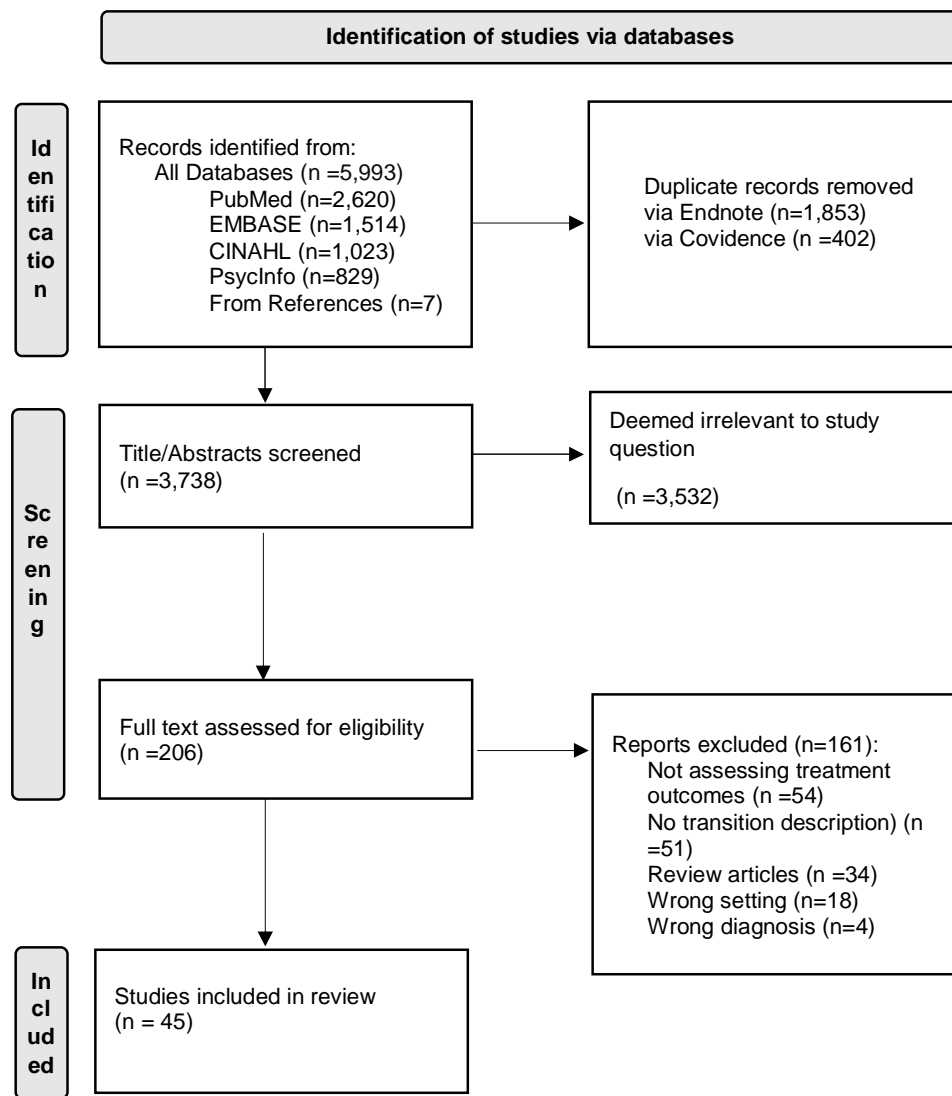 Identification of studies via databases
Id
en
tifi
ca
tio
n
Records identified from:
All Databases (n =5,993)
PubMed (n=2,620)
EMBASE (n=1,514)
CINAHL (n=1,023)
PsycInfo (n=829)
From References (n=7)
Duplicate records removed
via Endnote (n=1,853)
via Covidence (n =402)
Sc
re
en
in
g
Title/Abstracts screened
(n =3,738)
Deemed irrelevant to study
question
(n =3,532)
Full text assessed for eligibility
(n =206)
Reports excluded (n=161):
Not assessing treatment
outcomes (n =54)
No transition description) (n
=51)
Review articles (n =34)
Wrong setting (n=18)
Wrong diagnosis (n=4)
In
cl
ud
ed
Studies included in review
(n = 45)